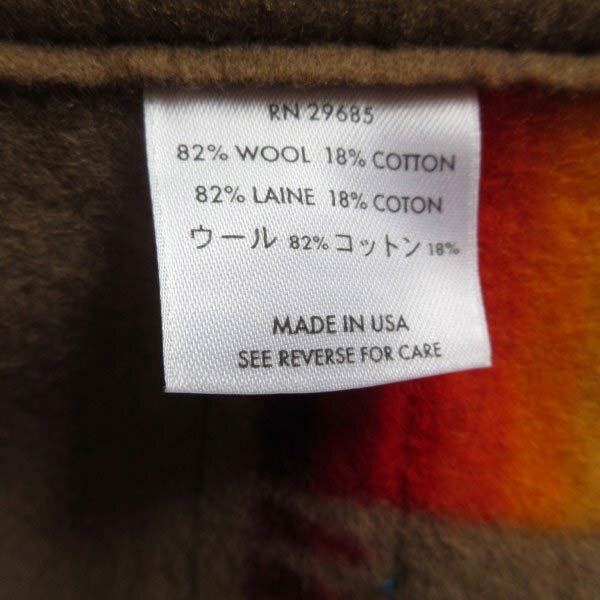 RN 29685
82% WOOL 18% COTTON
82% LAINE 18% COTON
ウール 82% コットン 18%
MADE IN USA
SEE REVERSE FOR CARE